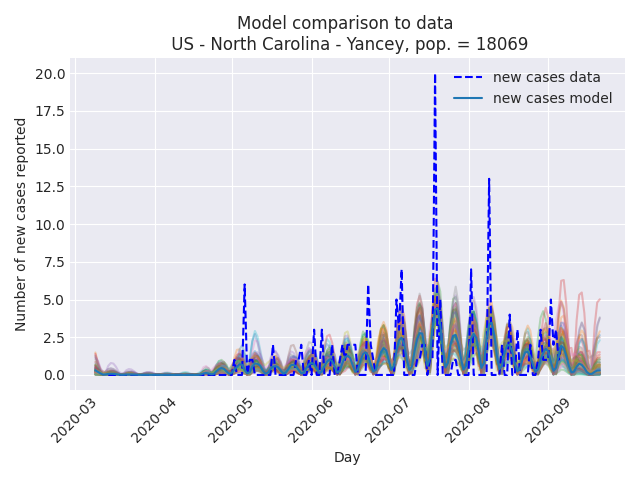 Model comparison to data
US - North Carolina - Yancey, pop. = 18069
new cases data
new cases model
Number of new cases reported
20.0
17.5
15.0
12.5
10.0
7.5
5.0
2.5
0.0
2020-03
2020-04
2020-05
2020-06
2020-07
2020-08
2020-09
Day